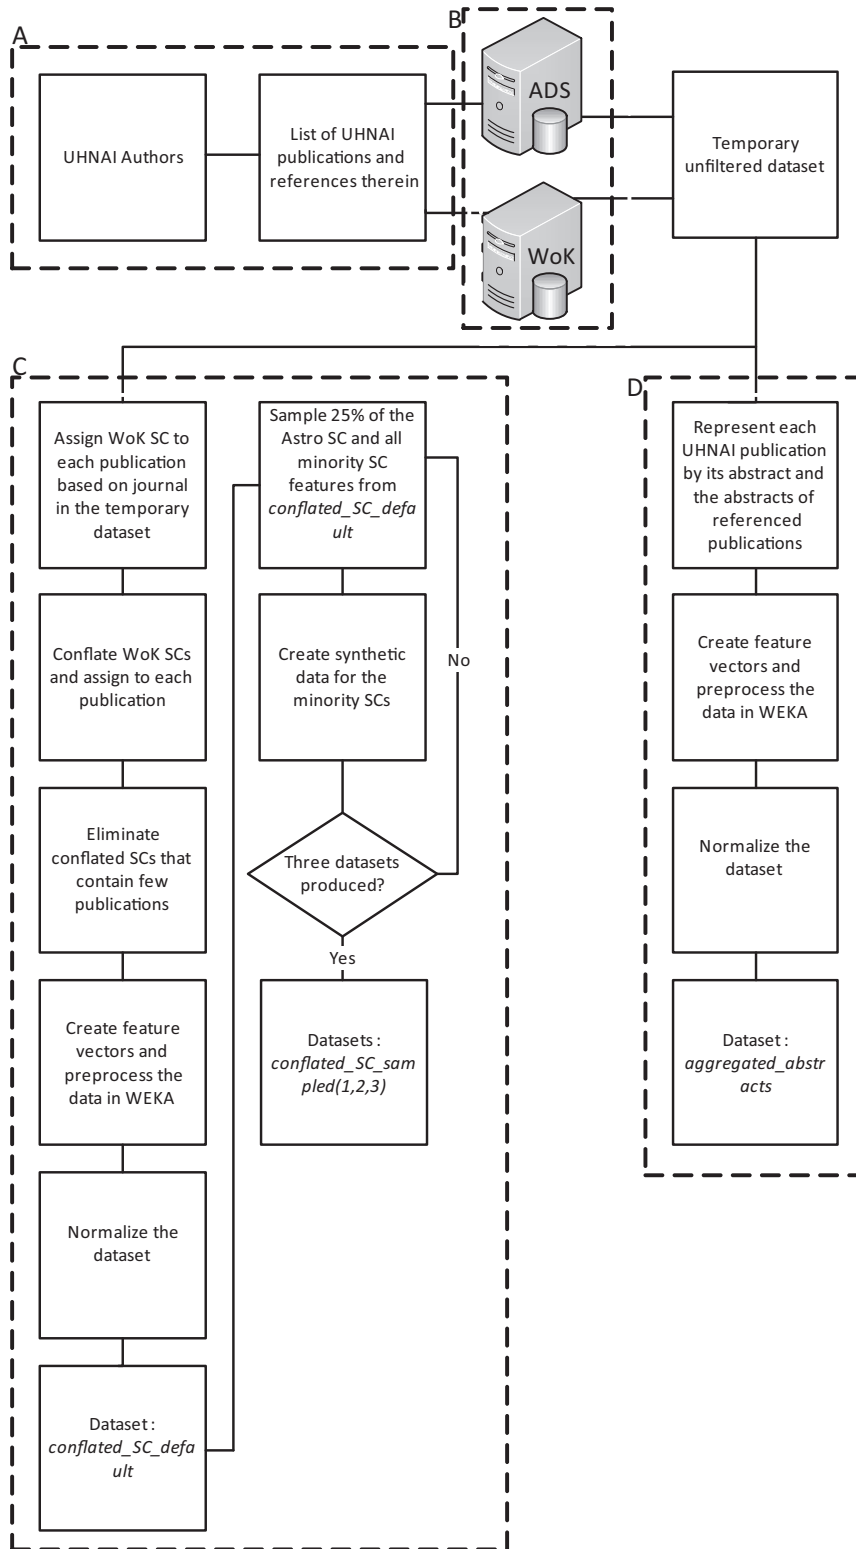 A
B
UHNAI Authors
List of UHNAI
publications and
references therein
ADS
WoK
Temporary
unfiltered dataset
C
Assign WoK SC to
each publication
based on journal
in the temporary
dataset
Conflate WoK SCs
and assign to each
publication
Eliminate
conflated SCs that
contain few
publications
Create feature
vectors and
preprocess the
data in WEKA
Normalize the
dataset
Dataset :
conflated_SC_defa
ult
Sample 25% of the
Astro SC and all
minority SC
features from
conflated_SC_defa
ult
Create synthetic
data for the
minority SCs
No
Three datasets
produced?
Yes
Datasets :
conflated_SC_sam
pled(1,2,3)
D
Represent each
UHNAI publication
by its abstract and
the abstracts of
referenced
publications
Create feature
vectors and
preprocess the
data in WEKA
Normalize the
dataset
Dataset :
aggregated_abstr
acts